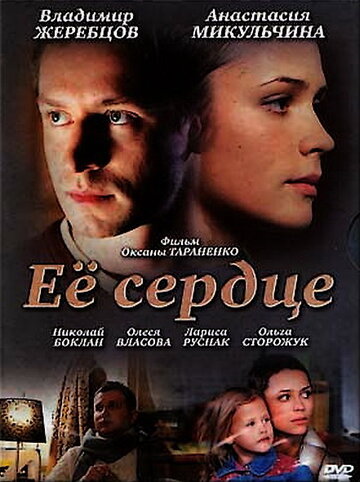 Владимир Анастасия
ЖЕРЕБЦОВ МИКУЛЬЧИНА
Фильм
Оксаны ТАРАНЕНКО
Её сердце
Николай Олеся Лариса Ольга
БОКЛАН ВЛАСОВА РУСНАК СТОРОЖУК
DVD